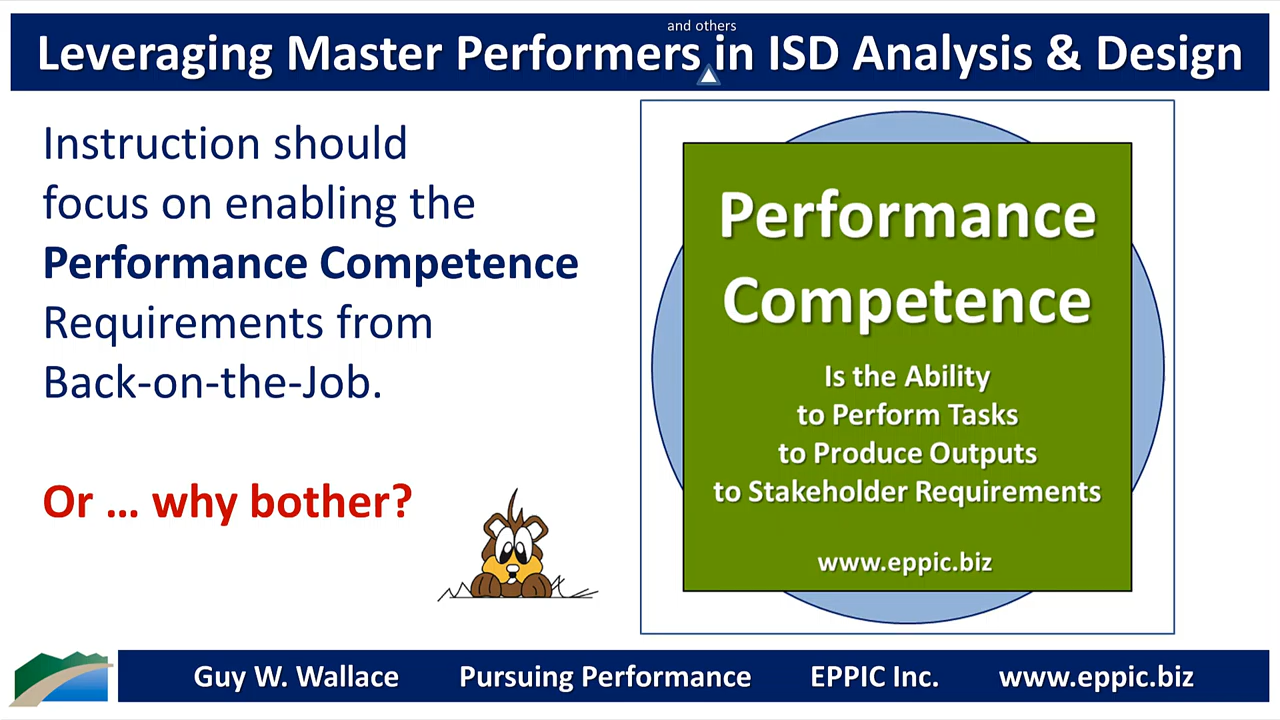 and others
Leveraging Master Performers in ISD Analysis & Design
Instruction should
focus on enabling the
Performance Competence
Requirements from
Back-on-the-Job.
Or ... why bother?
Performance
Competence
Is the Ability
to Perform Tasks
to Produce Outputs
to Stakeholder Requirements
www.eppic.biz
Guy W. Wallace Pursuing Performance EPPIC Inc. www.eppic.biz